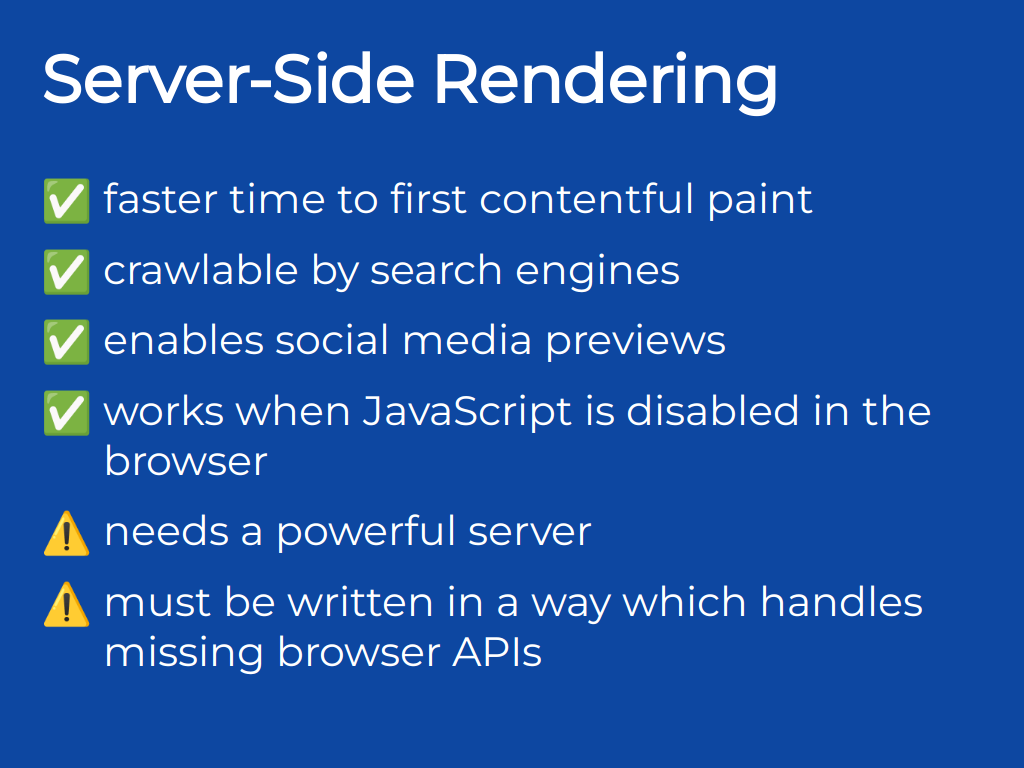 Server-Side Rendering
✅ faster time to first contentful paint
✅ crawlable by search engines
✅ enables social media previews
✅ works when JavaScript is disabled in the
browser
⚠️ needs a powerful server
⚠️ must be written in a way which handles
missing browser APIs